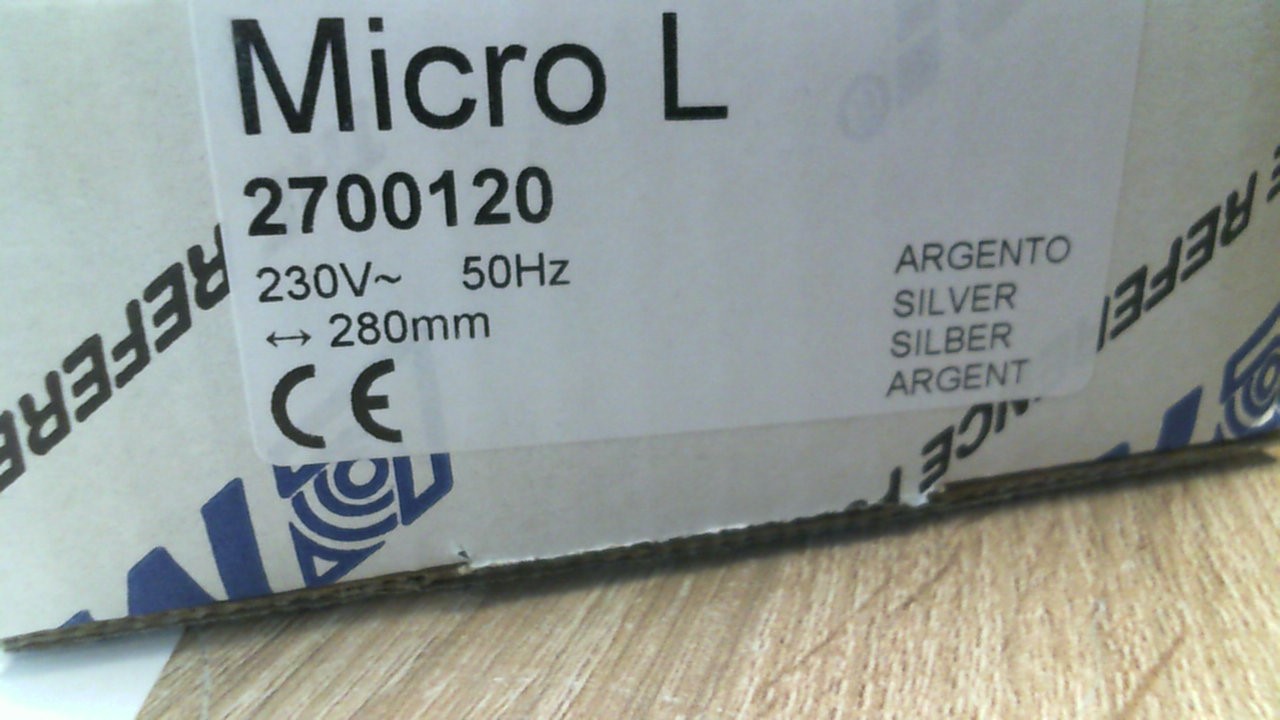 Micro L
2700120
230V~ 50Hz
↔ 280mm
CE
ARGENTO
SILVER
SILBER
ARGENT